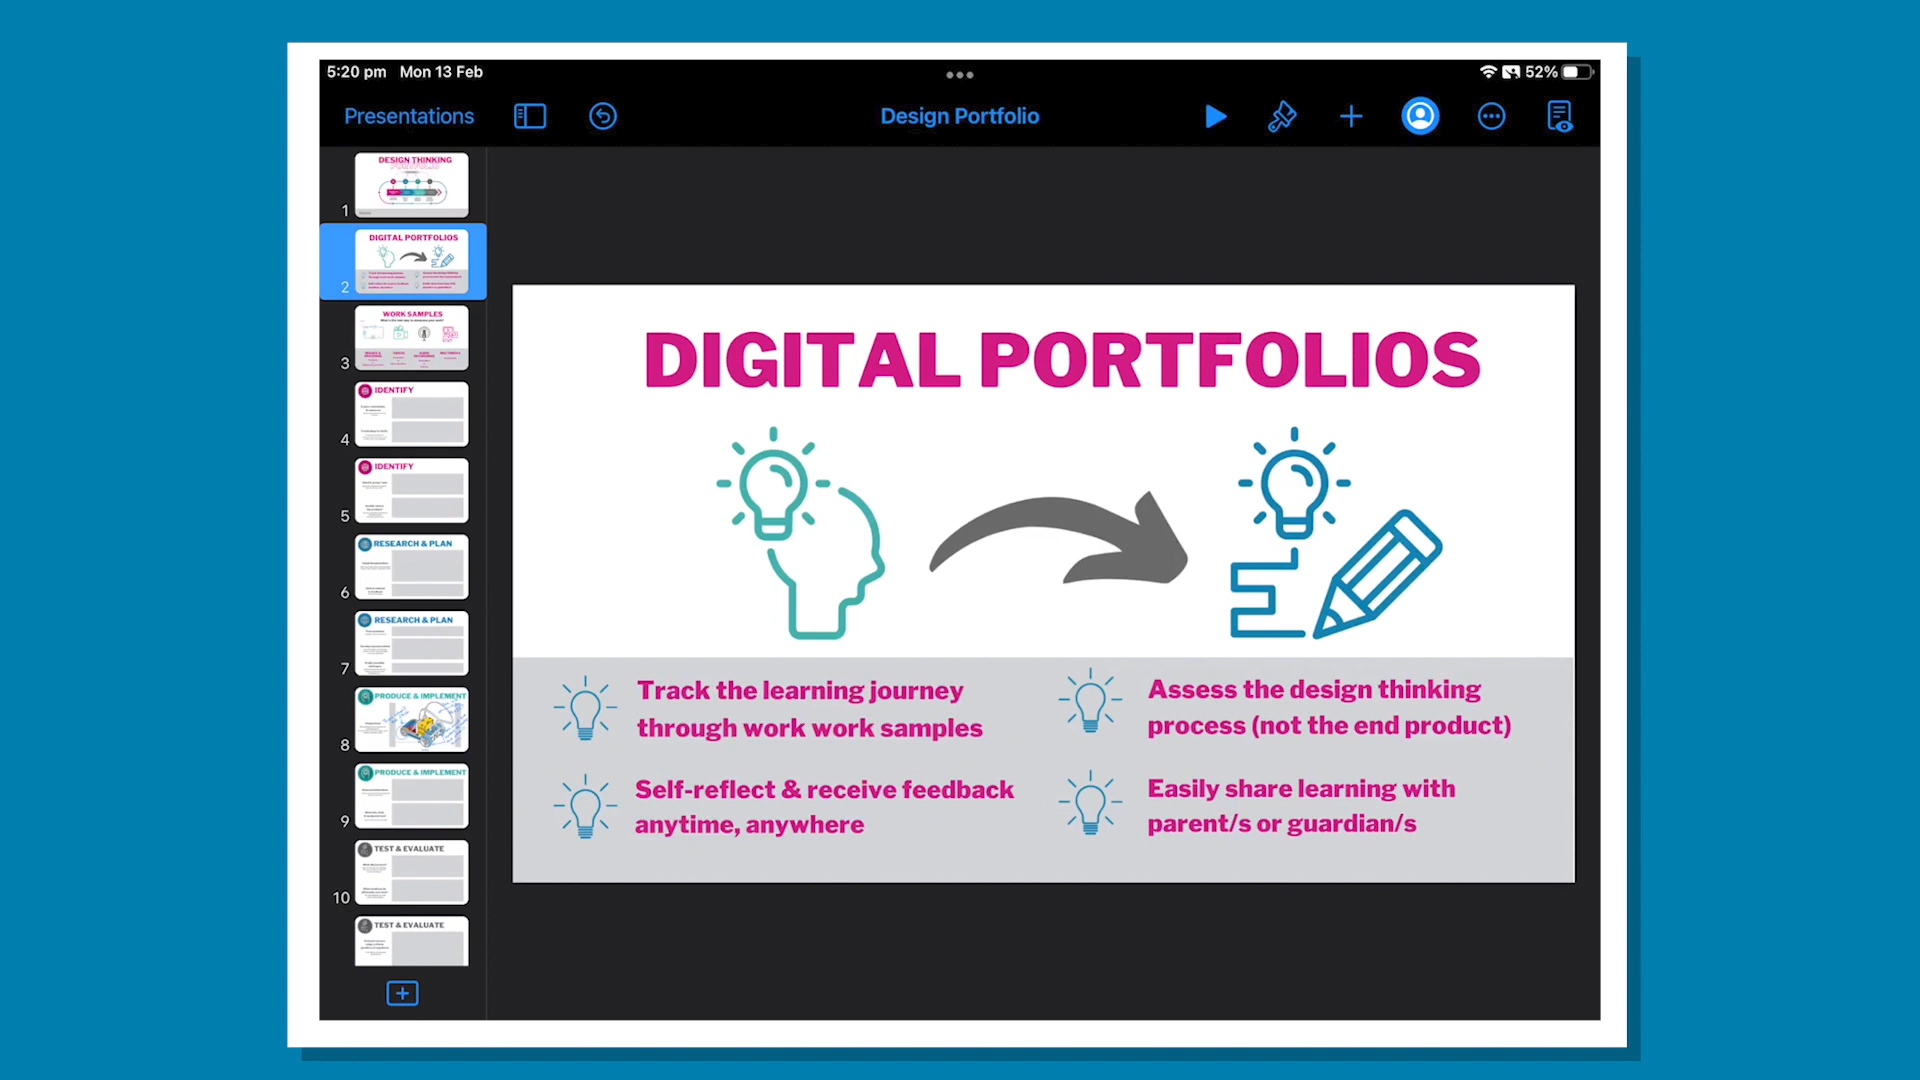 5:20 pm Mon 13 Feb
52%
Presentations
Design Portfolio
DESIGN THINKING
1
DIGITAL PORTFOLIOS
2
WORK SAMPLES
3
IDENTIFY
4
IDENTIFY
5
RESEARCH & PLAN
6
RESEARCH & PLAN
7
PRODUCE & IMPLEMENT
8
PRODUCE & IMPLEMENT
9
TEST & EVALUATE
10
TEST & EVALUATE
DIGITAL PORTFOLIOS
Track the learning journey
through work work samples
Self-reflect & receive feedback
anytime, anywhere
Assess the design thinking
process (not the end product)
Easily share learning with
parent/s or guardian/s